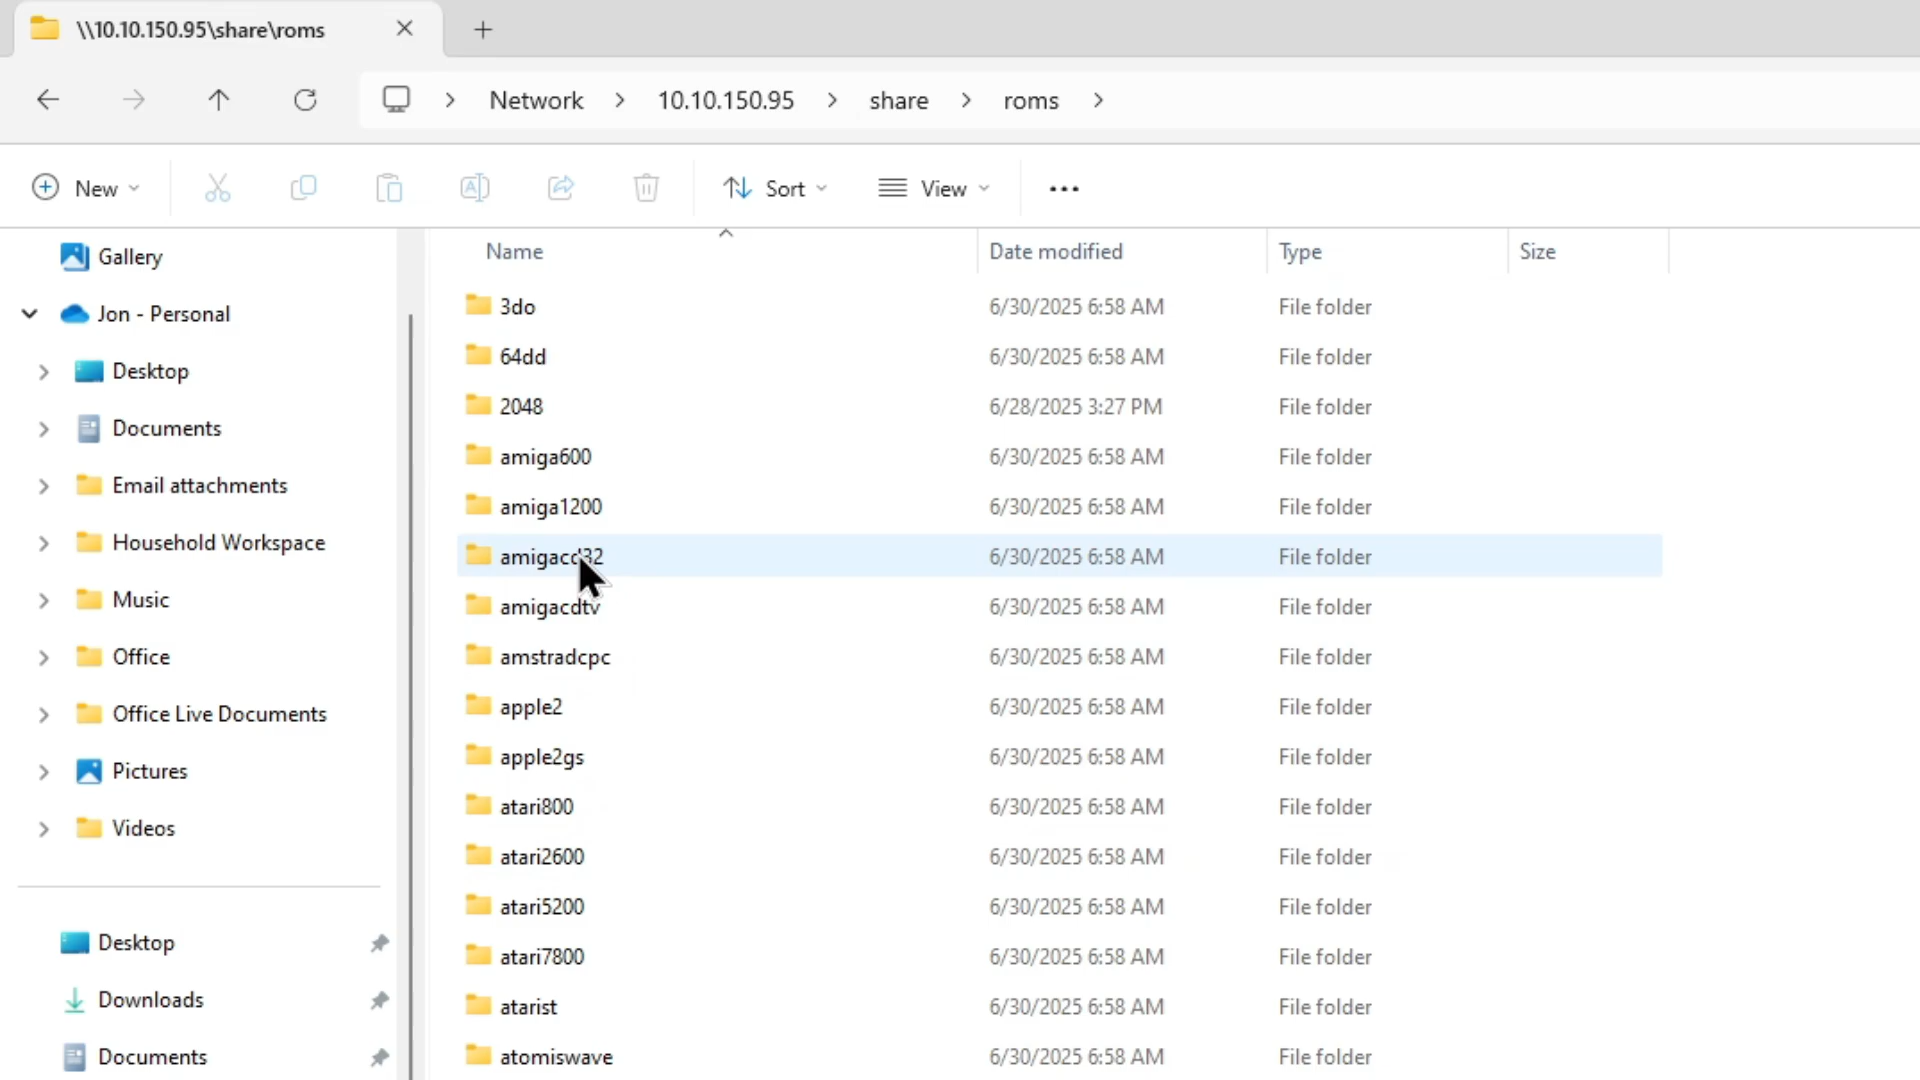 \\10.10.150.95\share\roms
Network 10.10.150.95 share roms
New Sort View
Name Date modified Type Size
Gallery
Jon - Personal
Desktop
Documents
Email attachments
Household Workspace
Music
Office
Office Live Documents
Pictures
Videos
Desktop
Downloads
Documents
3do 6/30/2025 6:58 AM File folder
64dd 6/30/2025 6:58 AM File folder
2048 6/28/2025 3:27 PM File folder
amiga600 6/30/2025 6:58 AM File folder
amiga1200 6/30/2025 6:58 AM File folder
amigacd32 6/30/2025 6:58 AM File folder
amigacdtv 6/30/2025 6:58 AM File folder
amstradcpc 6/30/2025 6:58 AM File folder
apple2 6/30/2025 6:58 AM File folder
apple2gs 6/30/2025 6:58 AM File folder
atari800 6/30/2025 6:58 AM File folder
atari2600 6/30/2025 6:58 AM File folder
atari5200 6/30/2025 6:58 AM File folder
atari7800 6/30/2025 6:58 AM File folder
atarist 6/30/2025 6:58 AM File folder
atomiswave 6/30/2025 6:58 AM File folder